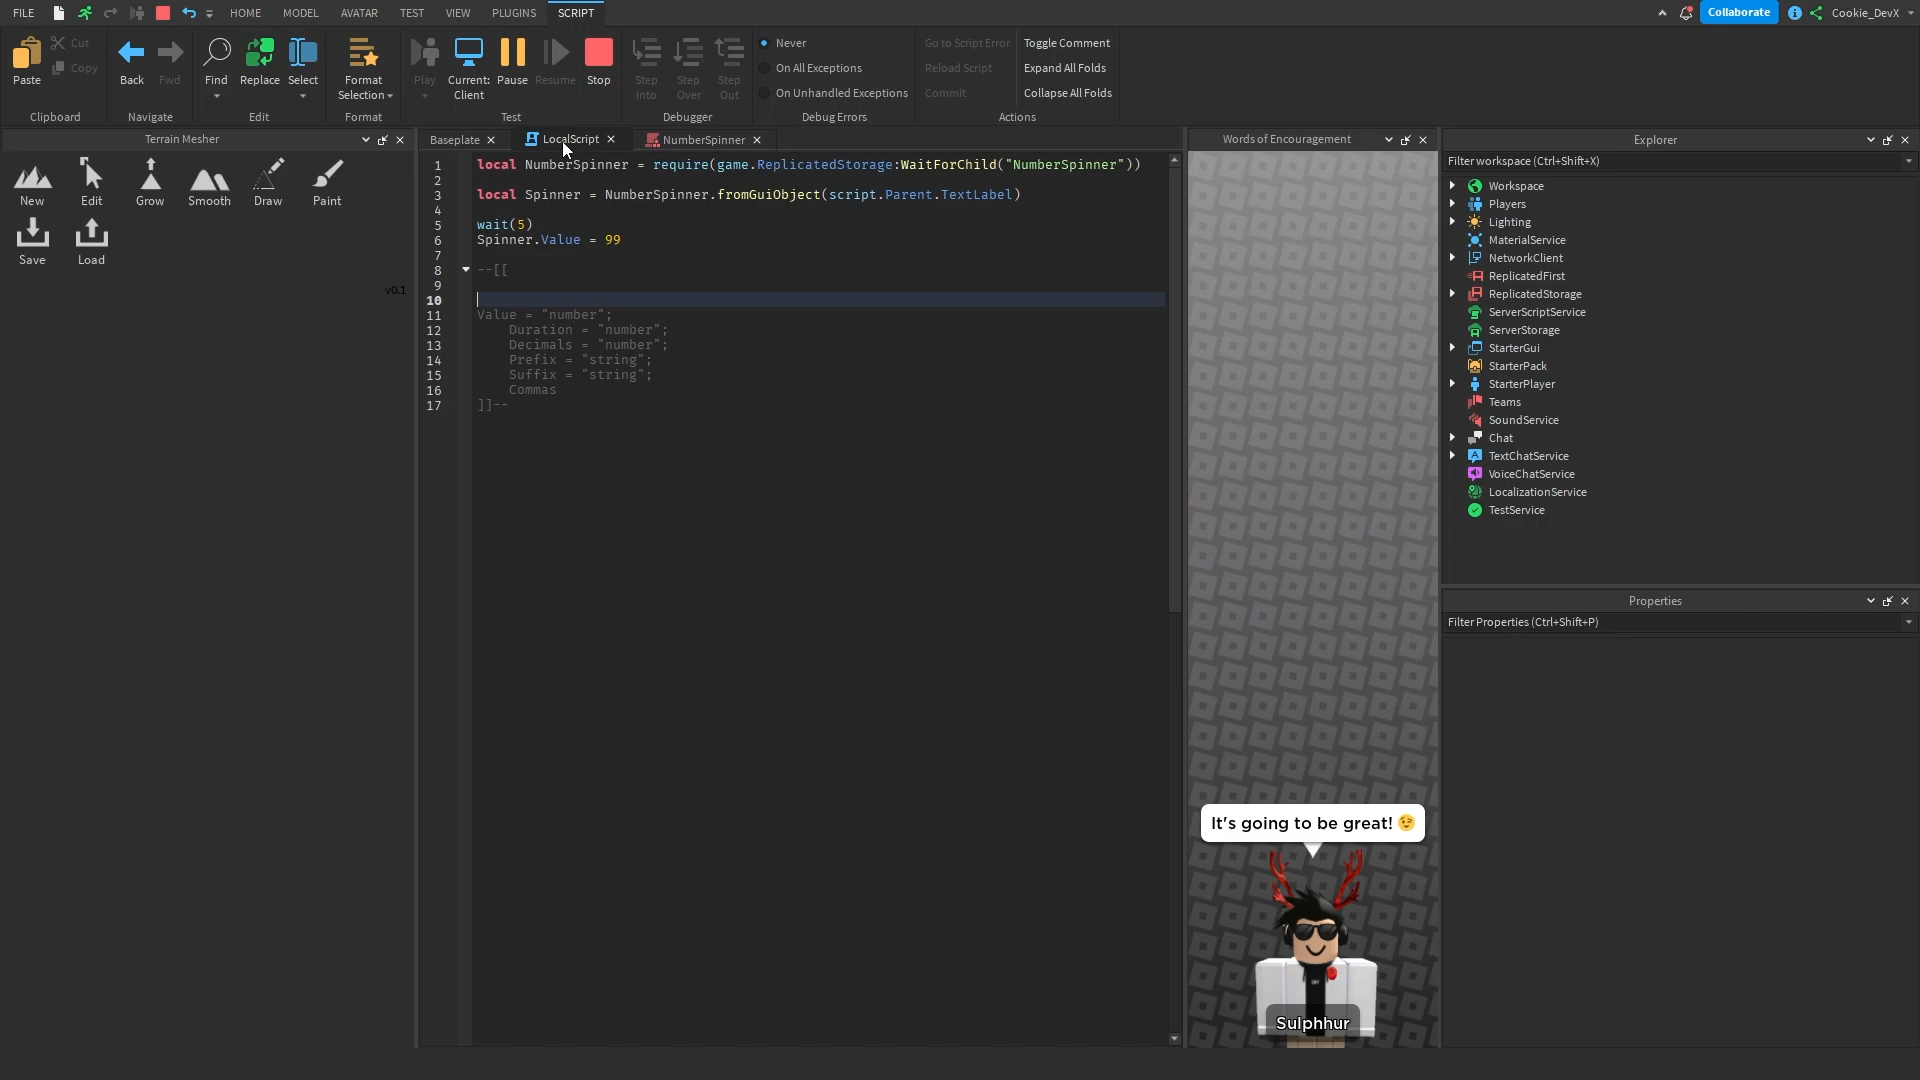 FILE HOME MODEL AVATAR TEST VIEW PLUGINS SCRIPT Collaborate Cookie_DevX
Paste Cut Copy
Clipboard
Back Fwd
Navigate
Find Replace Select
Edit
Format Selection
Format
Play Current: Client Pause Resume Stop
Test
Step Into Step Over Step Out
Debugger
Never
On All Exceptions
On Unhandled Exceptions
Debug Errors
Go to Script Error Toggle Comment
Reload Script Expand All Folds
Commit Collapse All Folds
Actions
Terrain Mesher
New Edit Grow Smooth Draw Paint
Save Load
v0.1
Baseplate LocalScript NumberSpinner
1 local NumberSpinner = require(game.ReplicatedStorage:WaitForChild("NumberSpinner"))
2
3 local Spinner = NumberSpinner.fromGuiObject(script.Parent.TextLabel)
4
5 wait(5)
6 Spinner.Value = 99
7
8 --[[
9
10
11 Value = "number";
12 Duration = "number";
13 Decimals = "number";
14 Prefix = "string";
15 Suffix = "string";
16 Commas
17 ]]--
Words of Encouragement
It's going to be great! 😉
Sulphhur
Explorer
Filter workspace (Ctrl+Shift+X)
Workspace
Players
Lighting
MaterialService
NetworkClient
ReplicatedFirst
ReplicatedStorage
ServerScriptService
ServerStorage
StarterGui
StarterPack
StarterPlayer
Teams
SoundService
Chat
TextChatService
VoiceChatService
LocalizationService
TestService
Properties
Filter Properties (Ctrl+Shift+P)